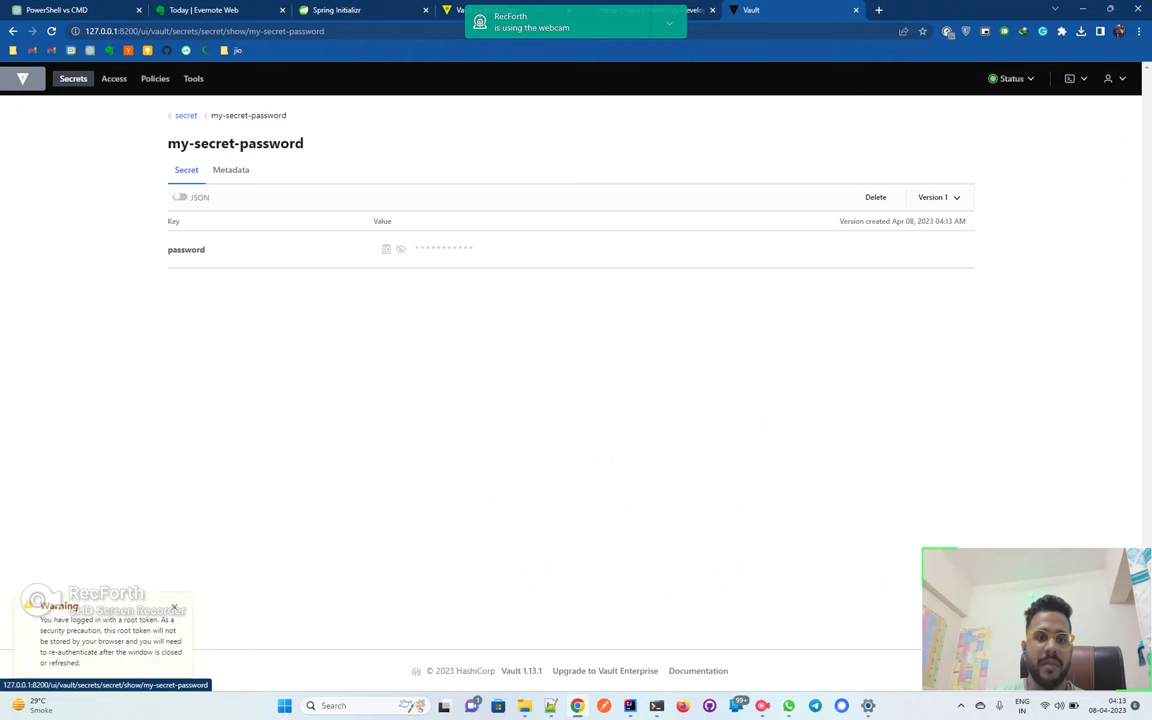 PowerShell vs CMD
Today | Evernote Web
Spring Initializr
Vault
RecForth
is using the webcam
127.0.0.1:8200/ui/vault/secrets/secret/show/my-secret-password
jio
Secrets Access Policies Tools
Status
secret my-secret-password
my-secret-password
Secret Metadata
JSON
Delete
Version 1
Key
Value
Version created Apr 08, 2023 04:13 AM
password
***********
RecForth
CHD Screen Recorder
Warning
You have logged in with a root token. As a
security precaution, this root token will not
be stored by your browser and you will need
to re-authenticate after the window is closed
or refreshed.
© 2023 HashiCorp Vault 1.13.1 Upgrade to Vault Enterprise Documentation
127.0.0.1:8200/ui/vault/secrets/secret/show/my-secret-password
29°C
Smoke
Search
1
99+
ENG
IN
04:13
08-04-2023